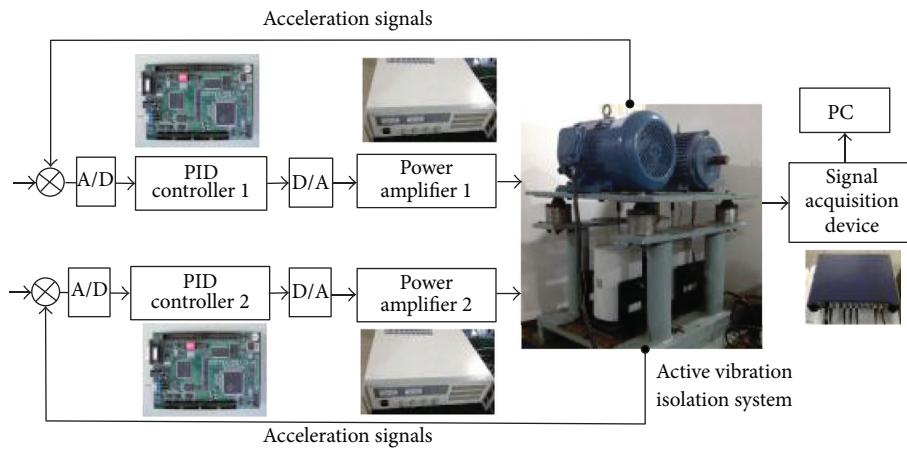 Acceleration signals
A/D
PID
controller 1
D/A
Power
amplifier 1
PC
Signal
acquisition
device
A/D
PID
controller 2
D/A
Power
amplifier 2
Active vibration
isolation system
Acceleration signals